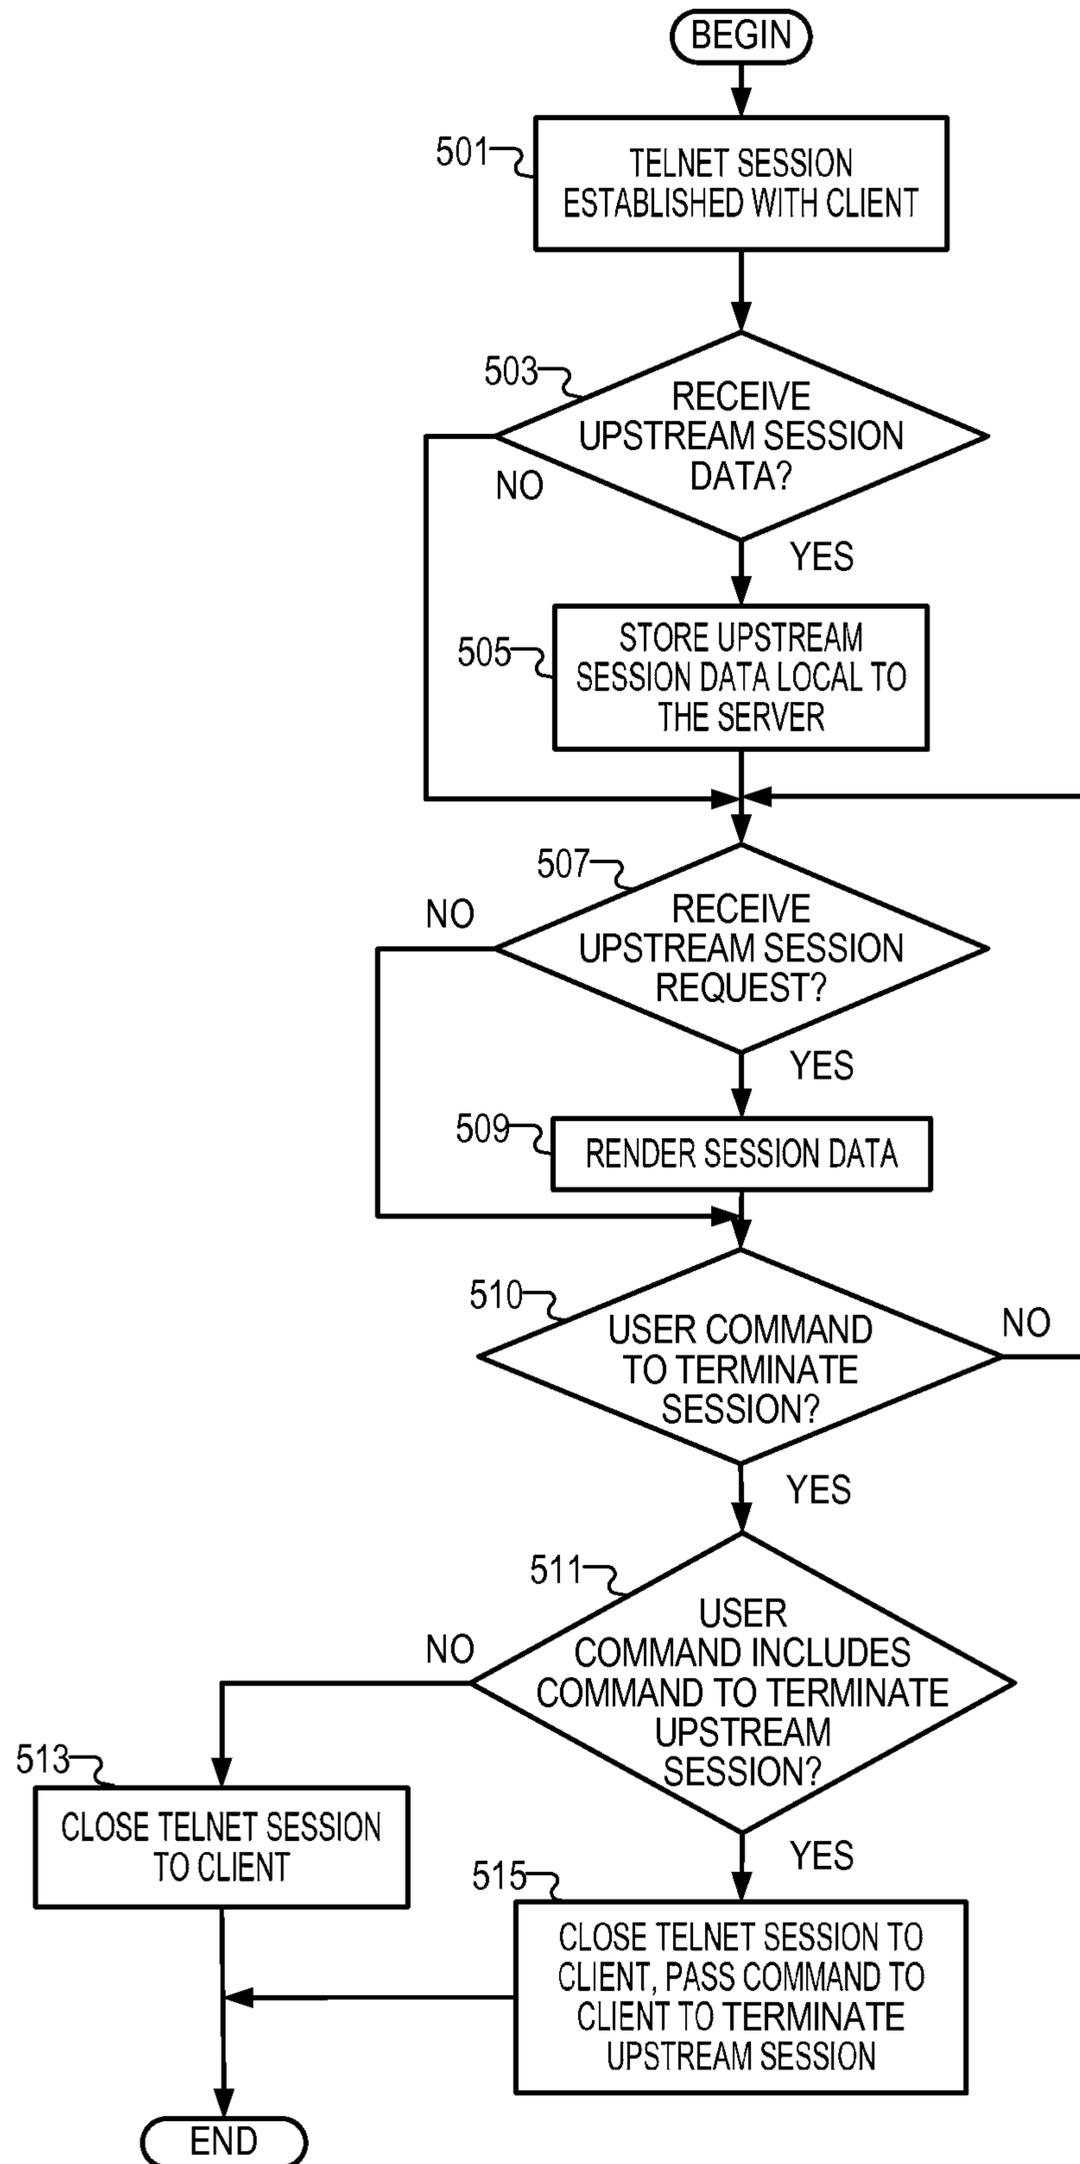 BEGIN
501
TELNET SESSION
ESTABLISHED WITH CLIENT
503
RECEIVE
UPSTREAM SESSION
DATA?
NO
YES
505
STORE UPSTREAM
SESSION DATA LOCAL TO
THE SERVER
507
NO
RECEIVE
UPSTREAM SESSION
REQUEST?
YES
509
RENDER SESSION DATA
510
USER COMMAND
TO TERMINATE
SESSION?
NO
YES
511
NO
USER
COMMAND INCLUDES
COMMAND TO TERMINATE
UPSTREAM
SESSION?
513
CLOSE TELNET SESSION
TO CLIENT
YES
515
CLOSE TELNET SESSION TO
CLIENT, PASS COMMAND TO
CLIENT TO TERMINATE
UPSTREAM SESSION
END